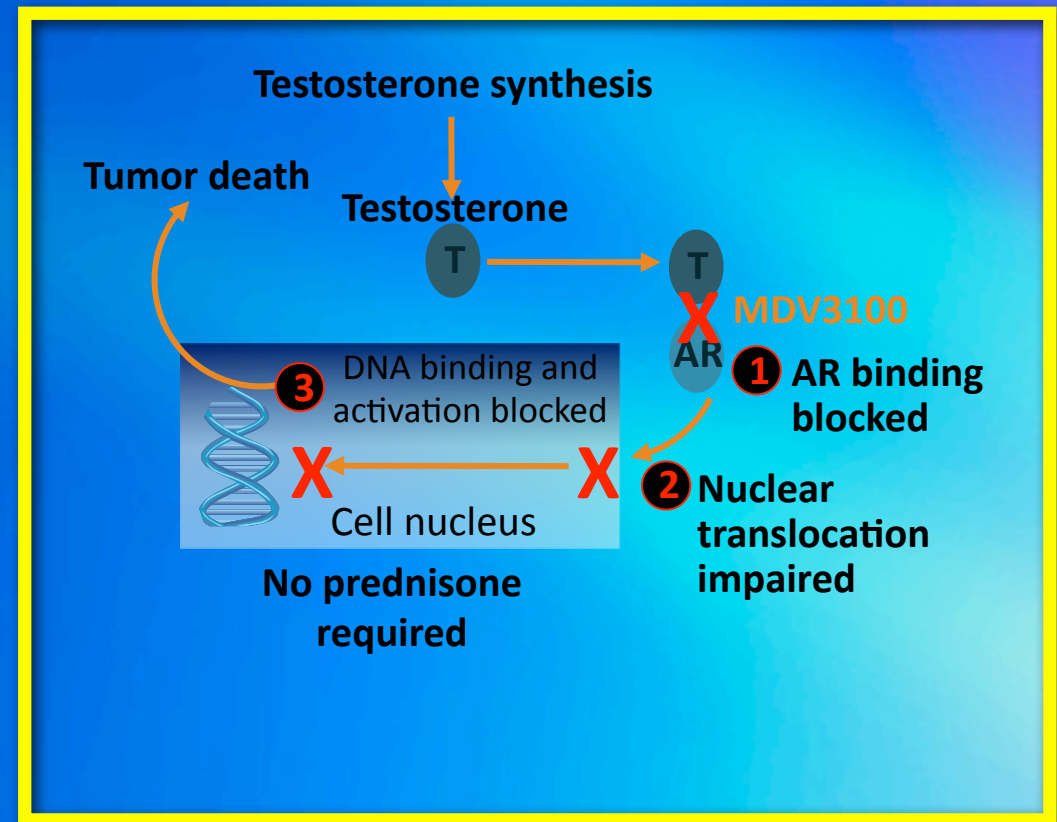 Testosterone synthesis
Tumor death
Testosterone
T
T
X
MDV3100
AR
1
AR binding
blocked
3
DNA binding and
activation blocked
X
X
2
Nuclear
translocation
impaired
Cell nucleus
No prednisone
required